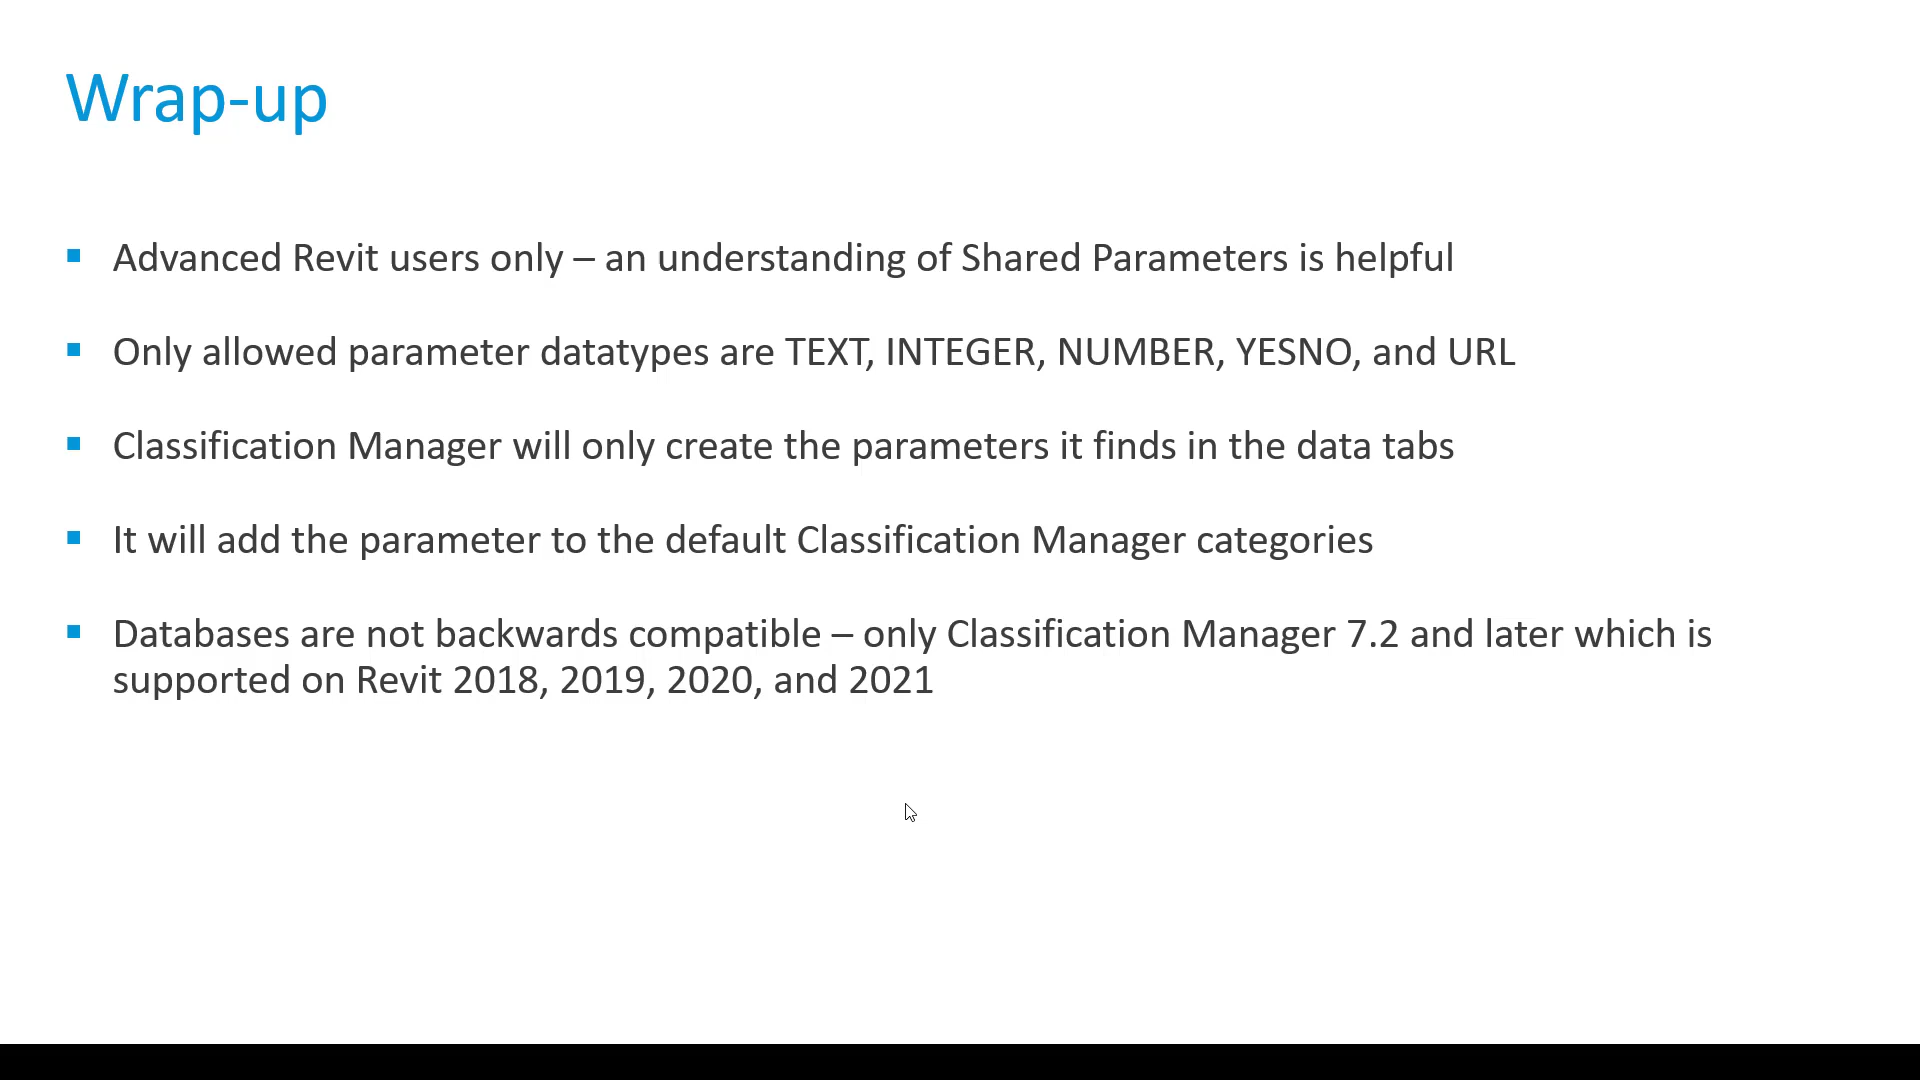 Wrap-up
Advanced Revit users only – an understanding of Shared Parameters is helpful
Only allowed parameter datatypes are TEXT, INTEGER, NUMBER, YESNO, and URL
Classification Manager will only create the parameters it finds in the data tabs
It will add the parameter to the default Classification Manager categories
Databases are not backwards compatible – only Classification Manager 7.2 and later which is
supported on Revit 2018, 2019, 2020, and 2021